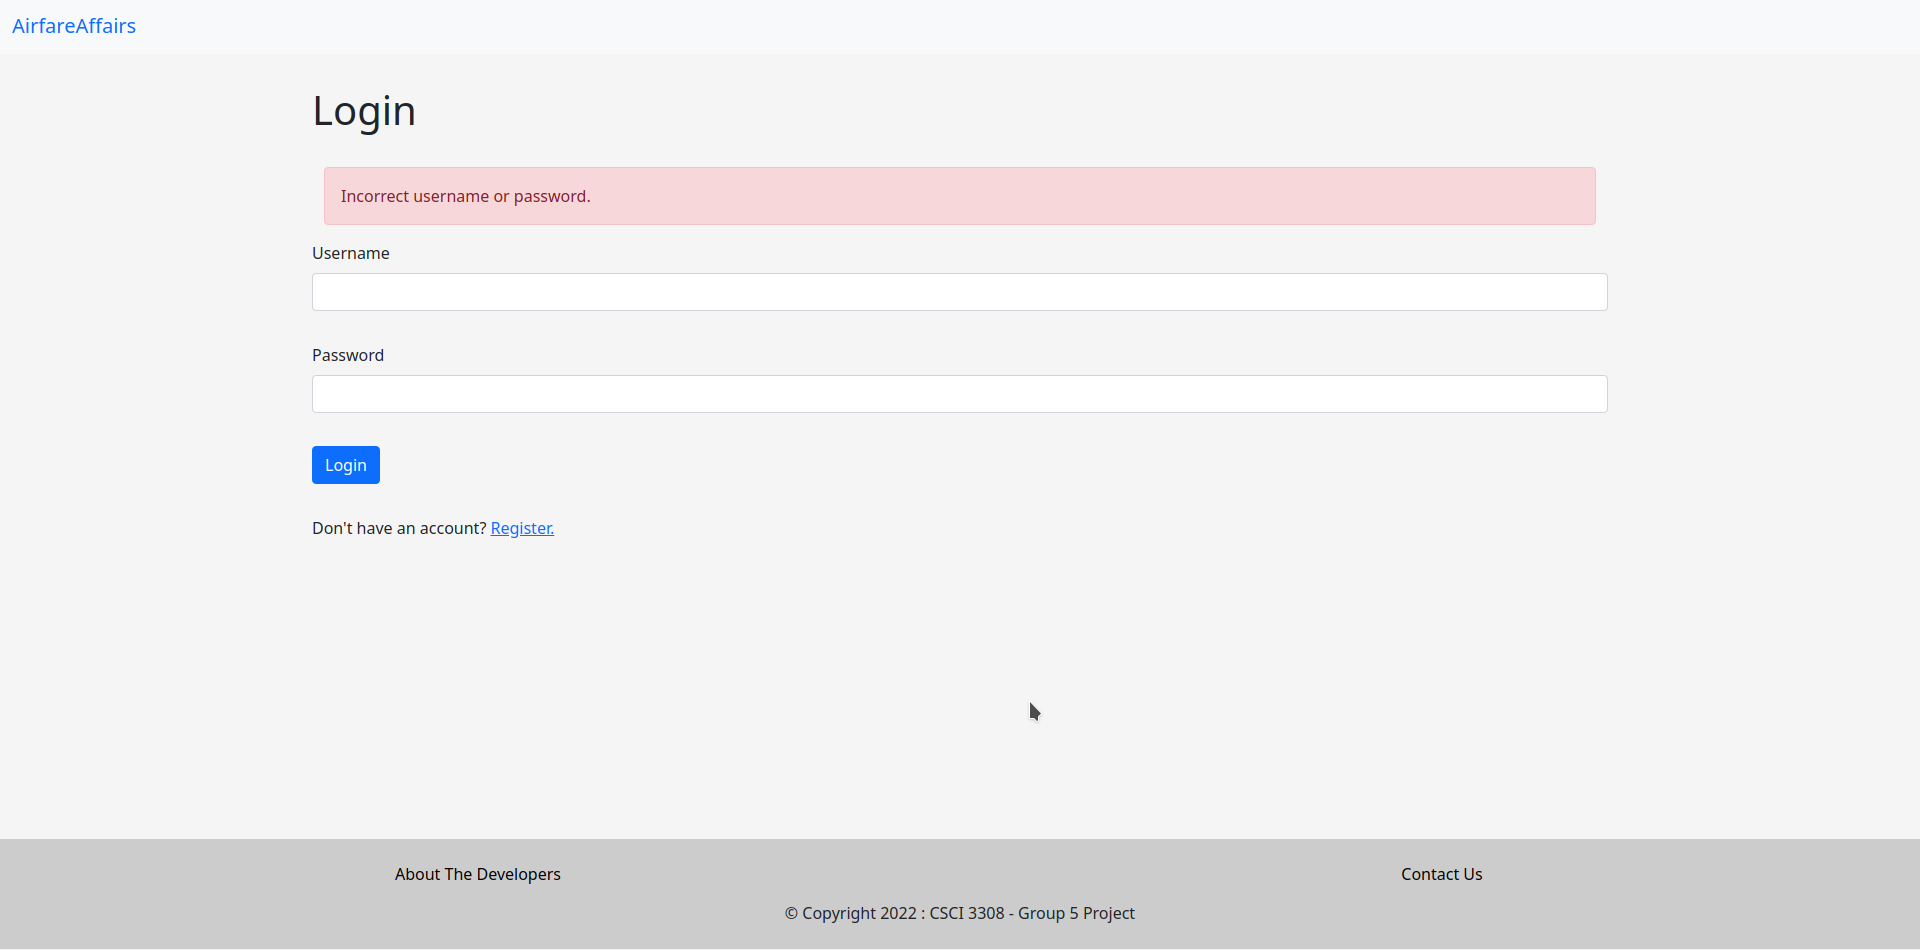 AirfareAffairs
Login
Incorrect username or password.
Username
Password
Login
Don't have an account? Register.
About The Developers
Contact Us
© Copyright 2022 : CSCI 3308 - Group 5 Project